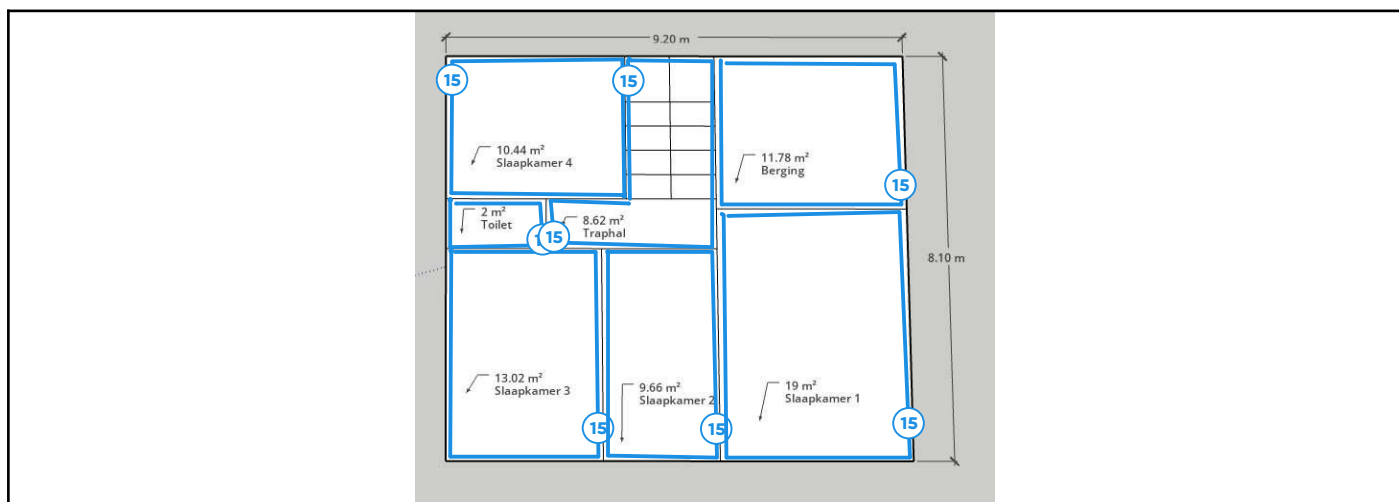 9.20 m
15
15
10.44 m²
Slaapkamer 4
11.78 m²
Berging
15
2 m²
Toilet
15
8.62 m²
Traphal
8.10 m
13.02 m²
Slaapkamer 3
9.66 m²
Slaapkamer 2
19 m²
Slaapkamer 1
15
15
15